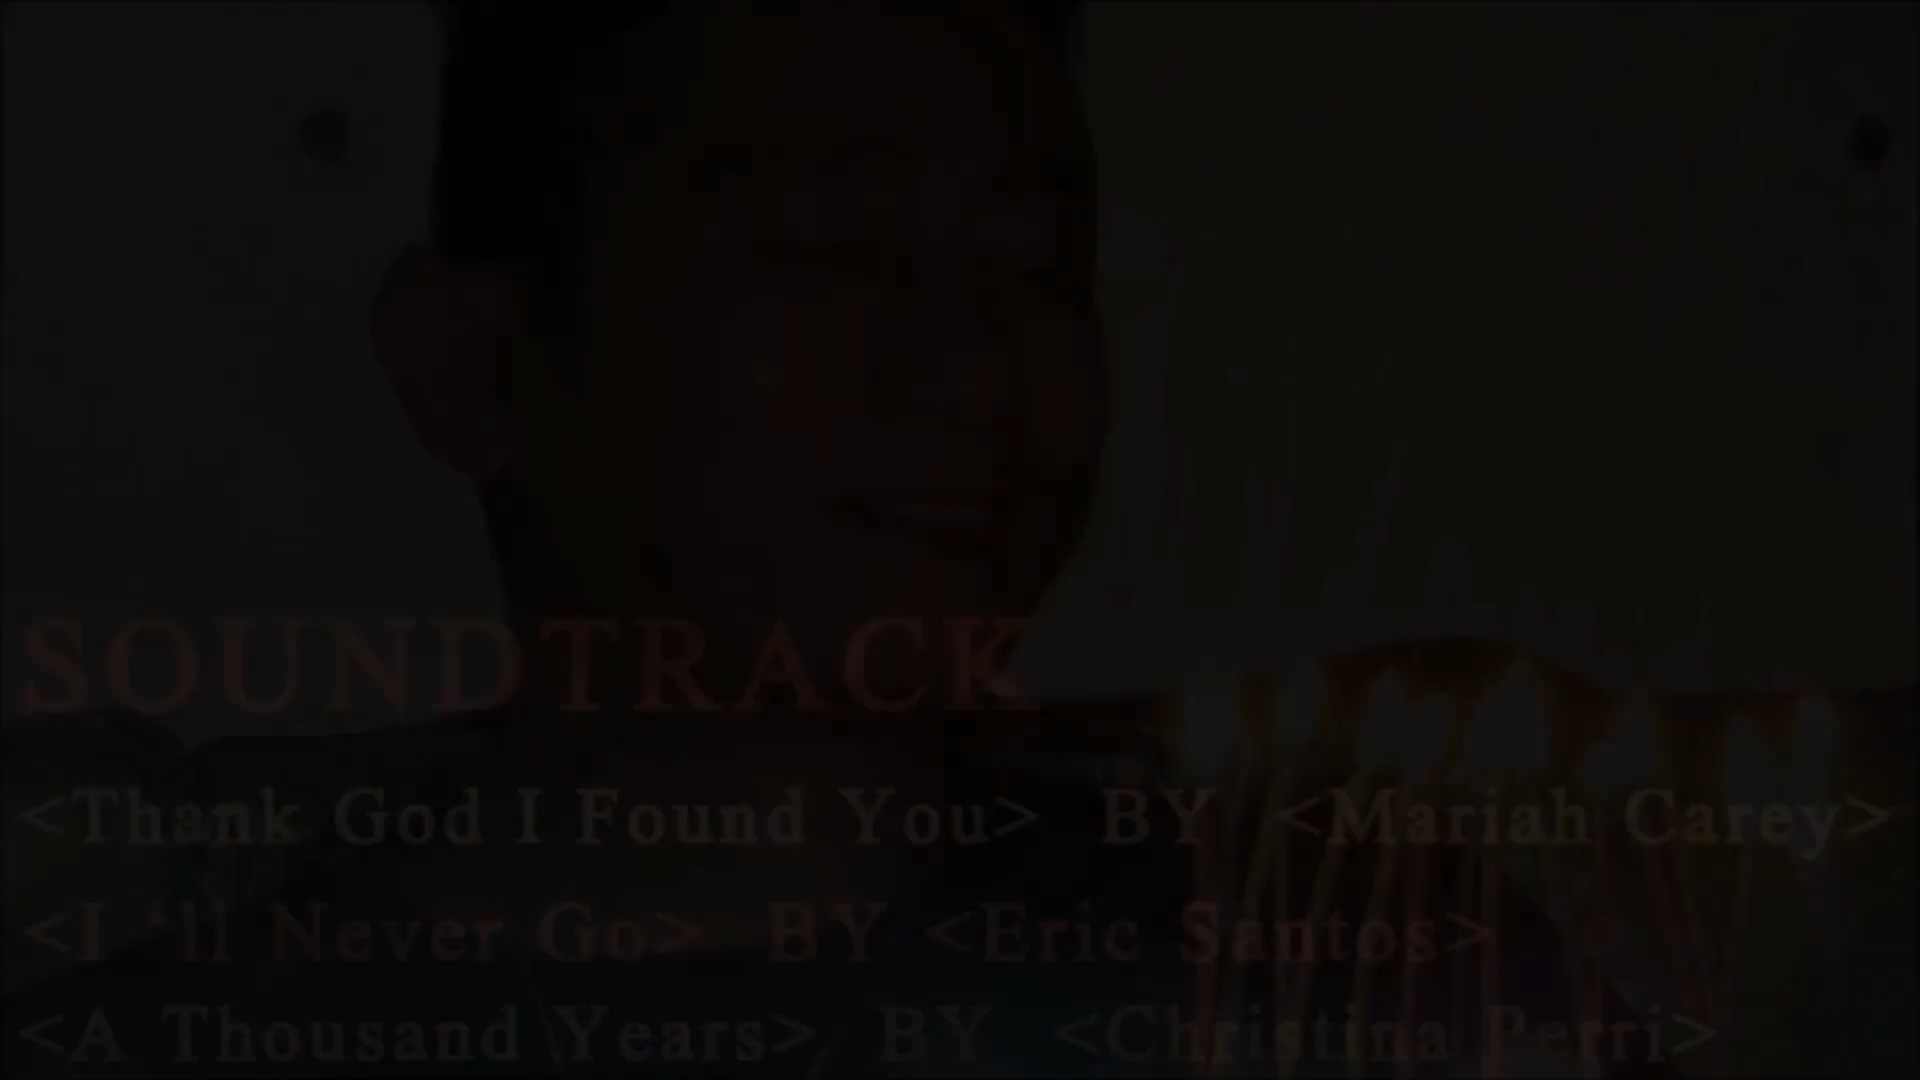 SOUNDTRACK
<Thank God I Found You> BY <Mariah Carey>
<I 'll Never Go> BY <Eric Santos>
<A Thousand Years> BY <Christina Perri>